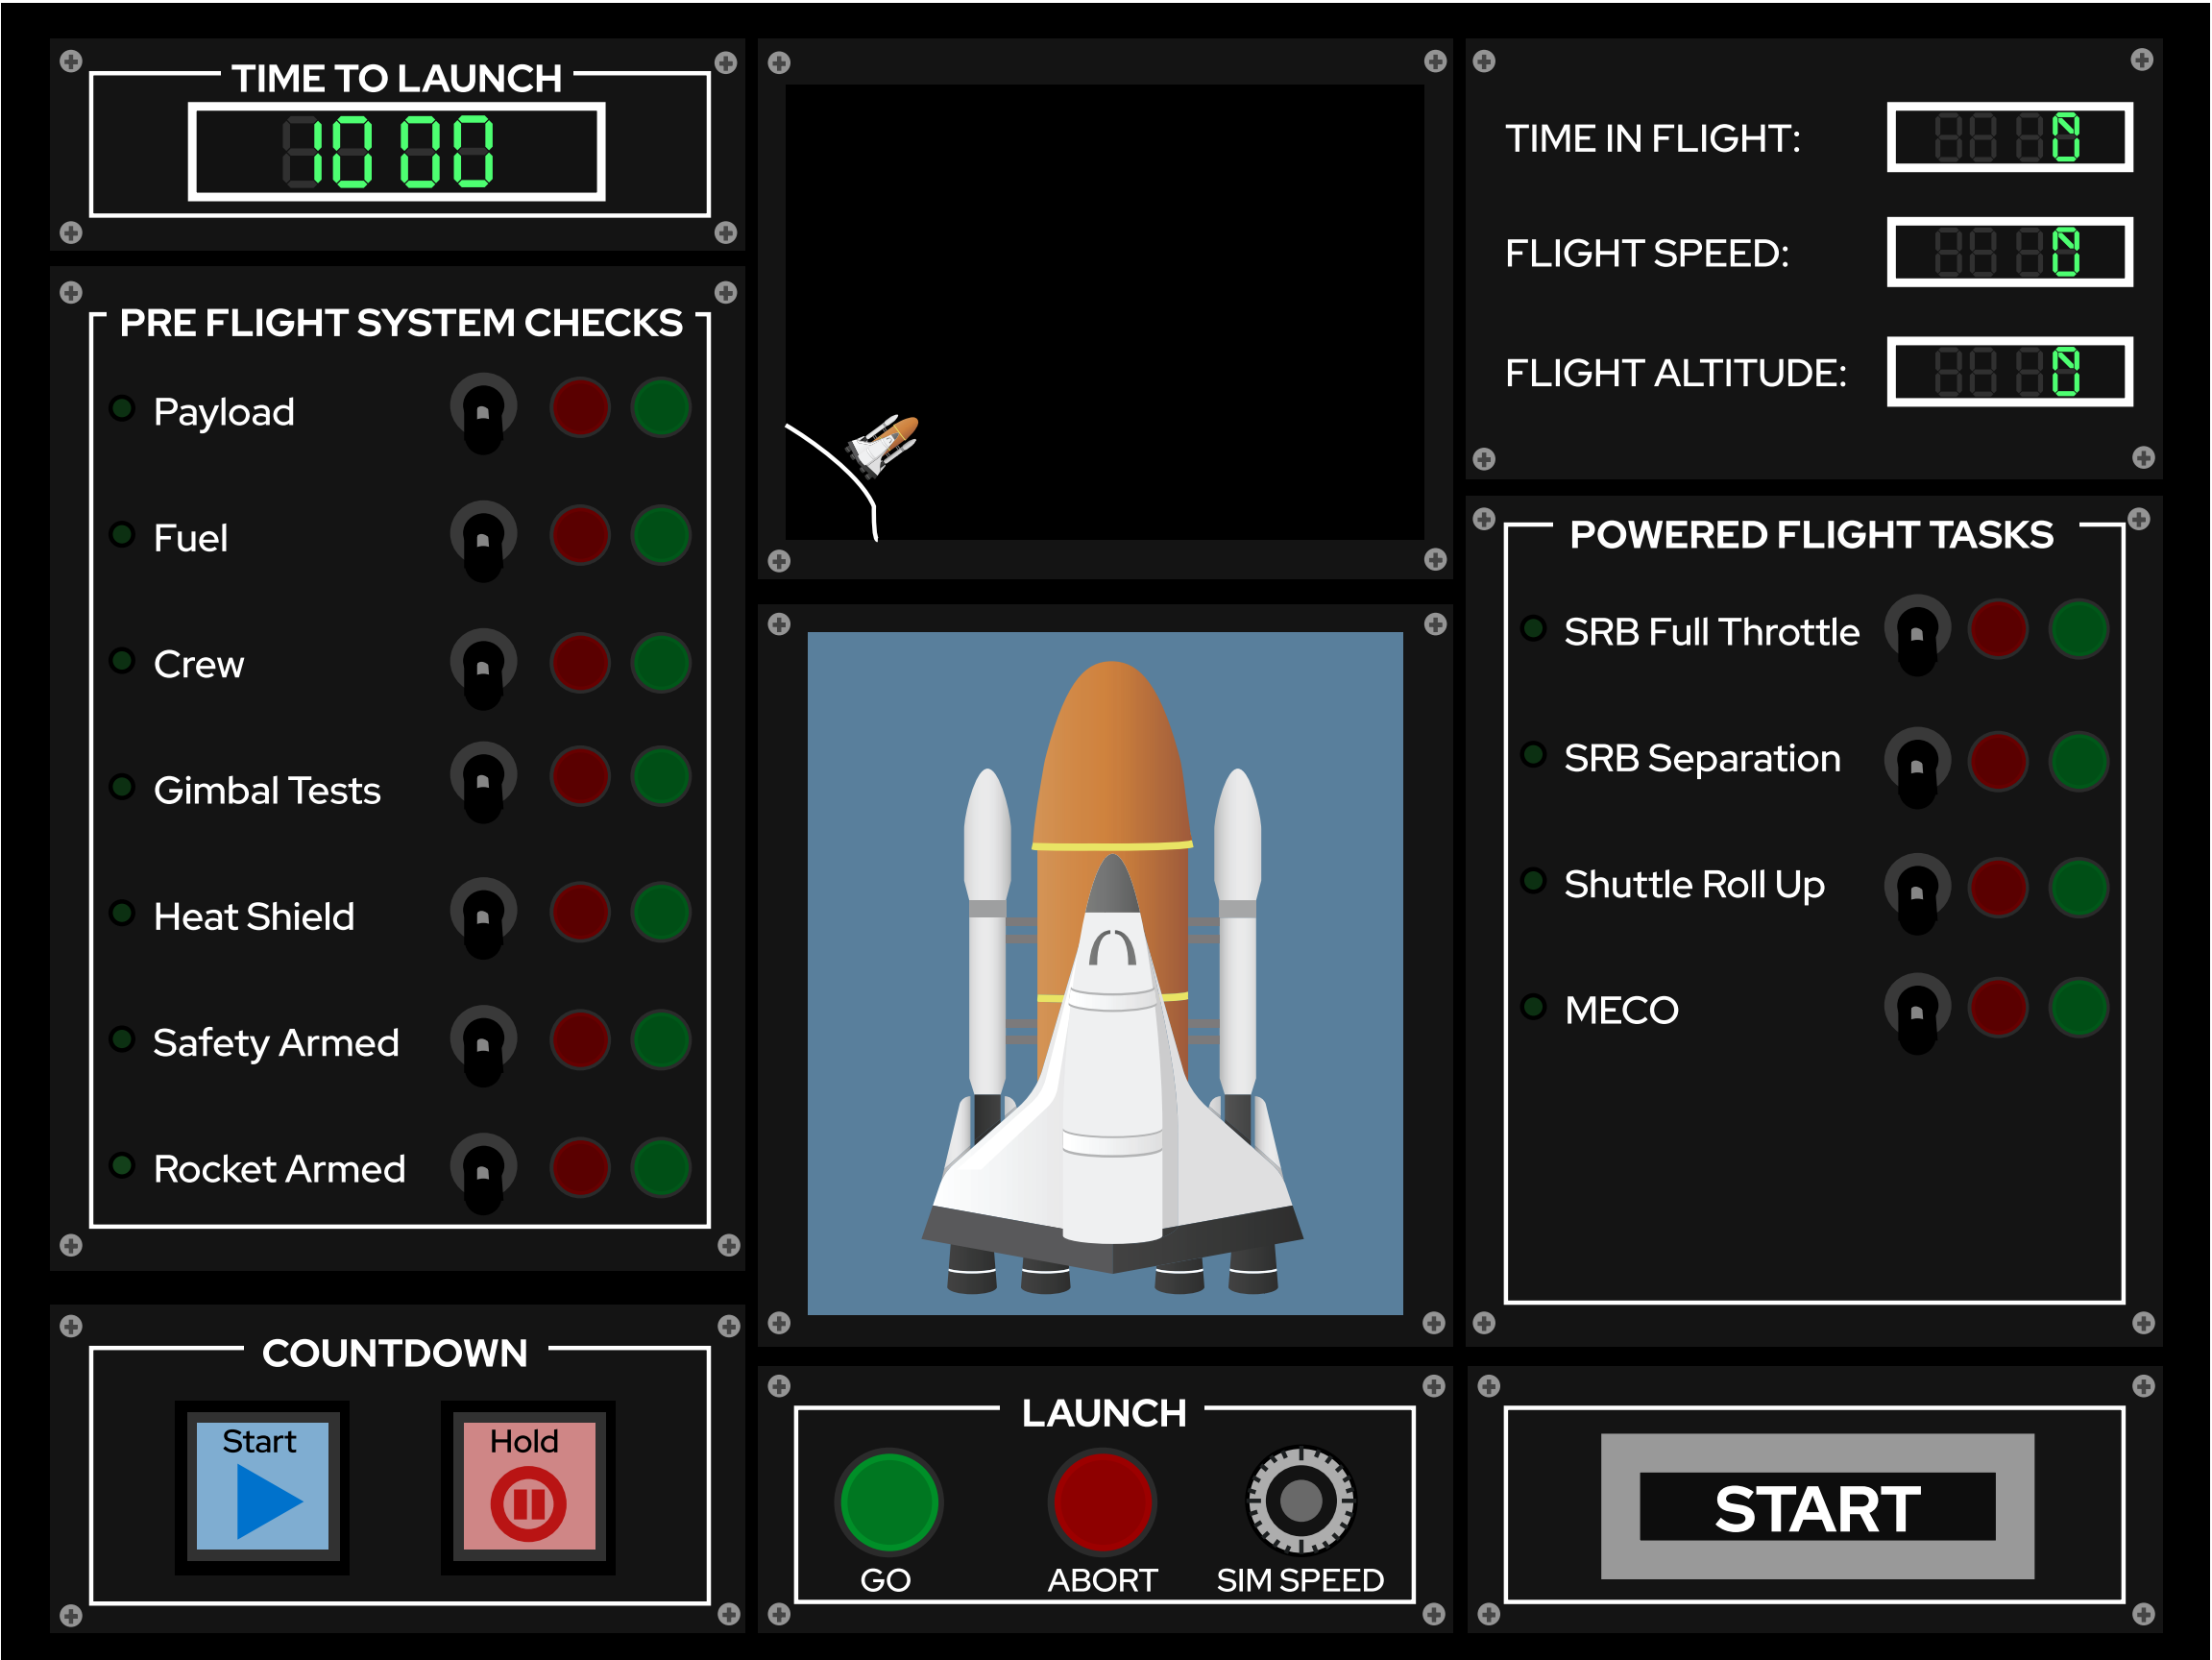 TIME TO LAUNCH
10 00
PRE FLIGHT SYSTEM CHECKS
Payload
Fuel
Crew
Gimbal Tests
Heat Shield
Safety Armed
Rocket Armed
COUNTDOWN
Start
Hold
LAUNCH
GO
ABORT
SIM SPEED
TIME IN FLIGHT: 0
FLIGHT SPEED: 0
FLIGHT ALTITUDE: 0
POWERED FLIGHT TASKS
SRB Full Throttle
SRB Separation
Shuttle Roll Up
MECO
START